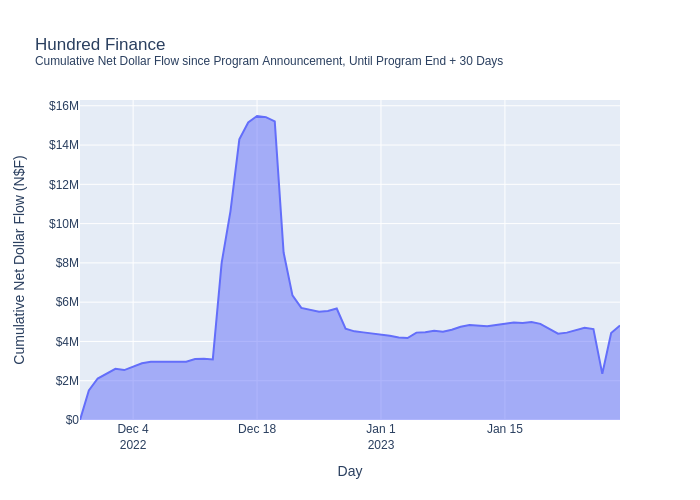 Hundred Finance
Cumulative Net Dollar Flow since Program Announcement, Until Program End + 30 Days
Cumulative Net Dollar Flow (N$F)
$16M
$14M
$12M
$10M
$8M
$6M
$4M
$2M
$0
Dec 4
2022
Dec 18
Jan 1
2023
Jan 15
Day